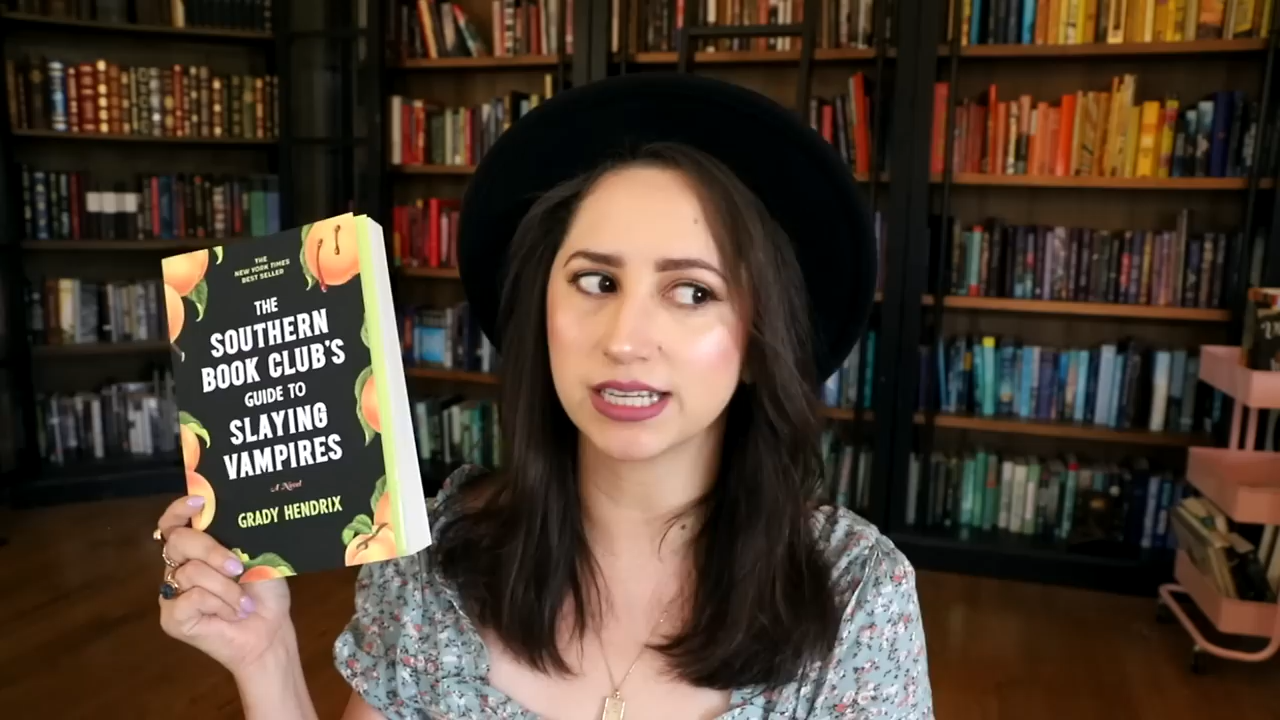 THE
NEW YORK TIMES
BEST SELLER
THE
SOUTHERN
BOOK CLUB'S
GUIDE TO
SLAYING
VAMPIRES
A Novel
GRADY HENDRIX